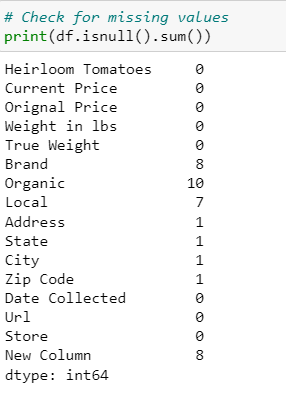 # Check for missing values
print(df.isnull().sum())
Heirloom Tomatoes 0
Current Price 0
Orignal Price 0
Weight in lbs 0
True Weight 0
Brand 8
Organic 10
Local 7
Address 1
State 1
City 1
Zip Code 1
Date Collected 0
Url 0
Store 0
New Column 8
dtype: int64